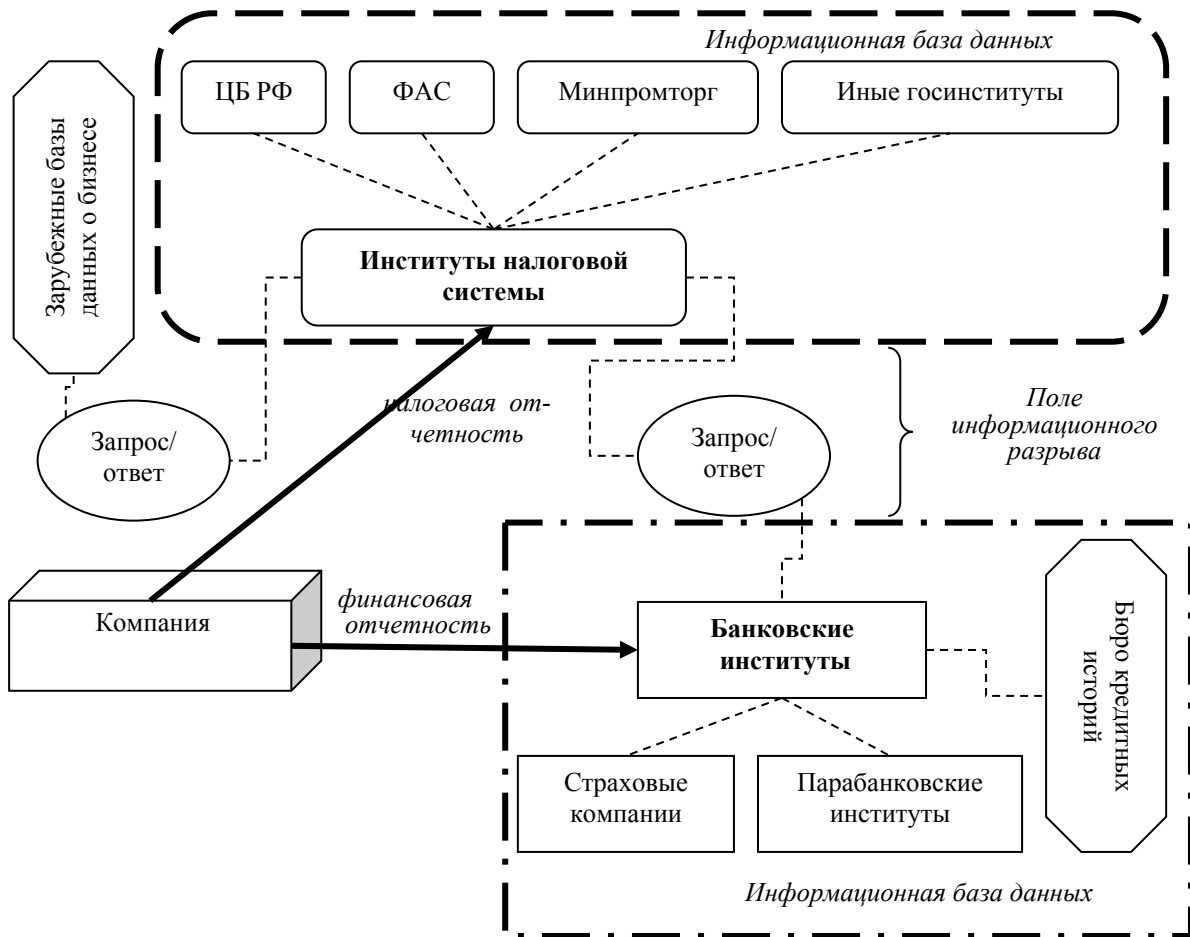 Информационная база данных
ЦБ РФ
ФАС
Минпромторг
Иные госинституты
Зарубежные базы
данных о бизнесе
Институты налоговой
системы
налоговая от-
четность
Запрос/
ответ
Запрос/
ответ
Поле
информационного
разрыва
Компания
финансовая
отчетность
Банковские
институты
Бюро кредитных
историй
Страховые
компании
Парабанковские
институты
Информационная база данных